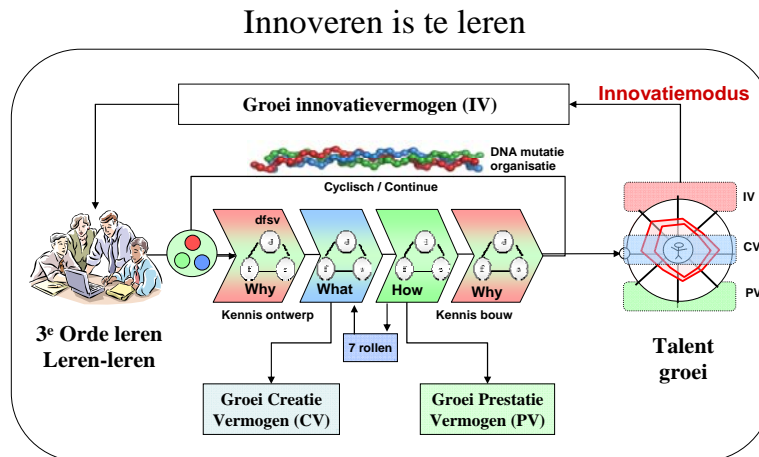 Innoveren is te leren
Groei innovatievermogen (IV)
Innovatiemodus
DNA mutatie
organisatie
Cyclisch / Continue
dfsv
Why
What
How
Why
IV
CV
PV
Kennis ontwerp
Kennis bouw
3e Orde leren
Leren-leren
7 rollen
Talent
groei
Groei Creatie
Vermogen (CV)
Groei Prestatie
Vermogen (PV)